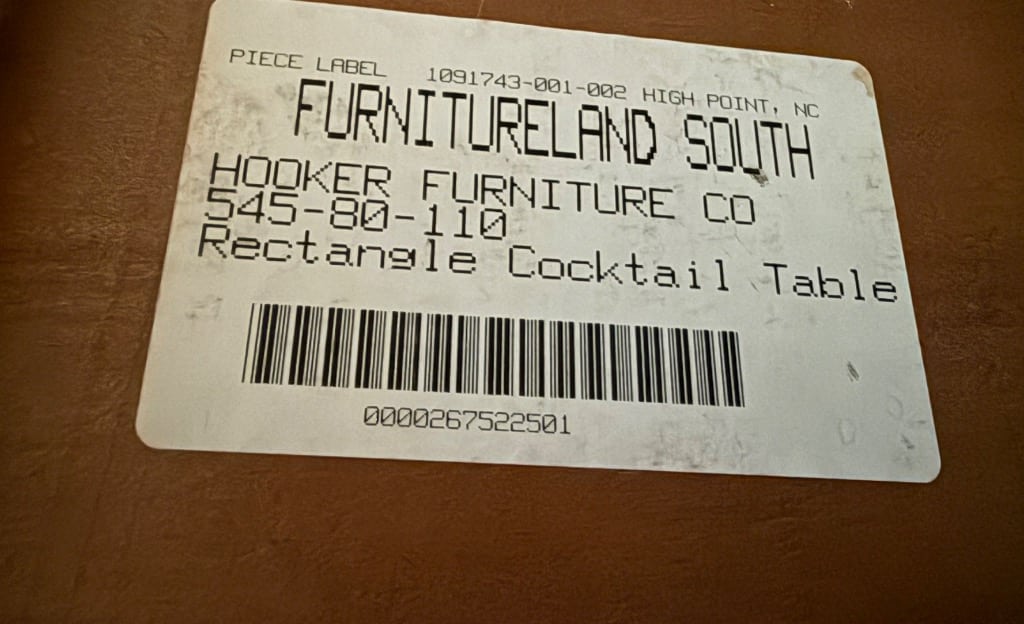 PIECE LABEL 1091743-001-002 HIGH POINT, NC
FURNITURELAND SOUTH
HOOKER FURNITURE CO
545-80-110
Rectangle Cocktail Table
0000267522501